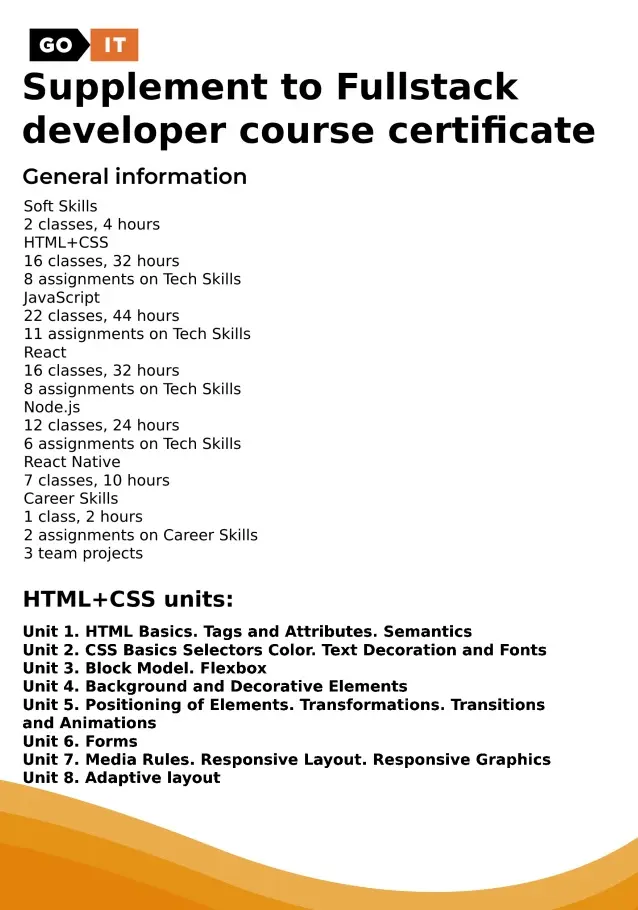 GO IT
Supplement to Fullstack
developer course certificate
General information
Soft Skills
2 classes, 4 hours
HTML+CSS
16 classes, 32 hours
8 assignments on Tech Skills
JavaScript
22 classes, 44 hours
11 assignments on Tech Skills
React
16 classes, 32 hours
8 assignments on Tech Skills
Node.js
12 classes, 24 hours
6 assignments on Tech Skills
React Native
7 classes, 10 hours
Career Skills
1 class, 2 hours
2 assignments on Career Skills
3 team projects
HTML+CSS units:
Unit 1. HTML Basics. Tags and Attributes. Semantics
Unit 2. CSS Basics Selectors Color. Text Decoration and Fonts
Unit 3. Block Model. Flexbox
Unit 4. Background and Decorative Elements
Unit 5. Positioning of Elements. Transformations. Transitions
and Animations
Unit 6. Forms
Unit 7. Media Rules. Responsive Layout. Responsive Graphics
Unit 8. Adaptive layout